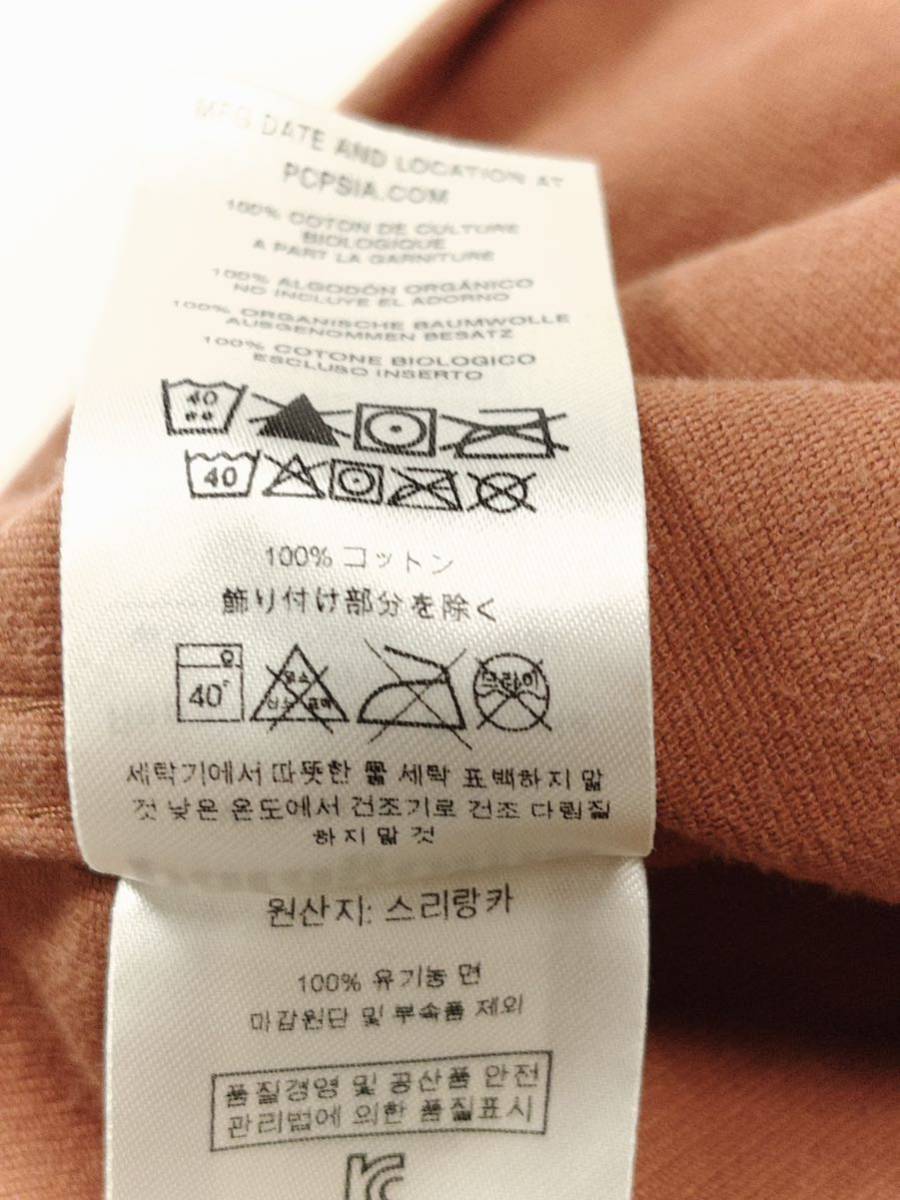 MFG DATE AND LOCATION AT
PCPSIA.COM
100% COTON DE CULTURE
BIOLOGIQUE
A PART LA GARNITURE
100% ALGODÓN ORGÁNICO
NO INCLUYE EL ADORNO
100% ORGANISCHE BAUMWOLLE
AUSGENOMMEN BESATZ
100% COTONE BIOLOGICO
ESCLUSO INSERTO
40
40
100% コットン
飾り付け部分を除く
40°
드라이
세탁기에서 따뜻한 물 세탁 표백하지 말
것 낮은 온도에서 건조기로 건조 다림질
하지 말 것
원산지: 스리랑카
100% 유기농 면
마감원단 및 부속품 제외
품질경영 및 공산품 안전
관리법에 의한 품질표시